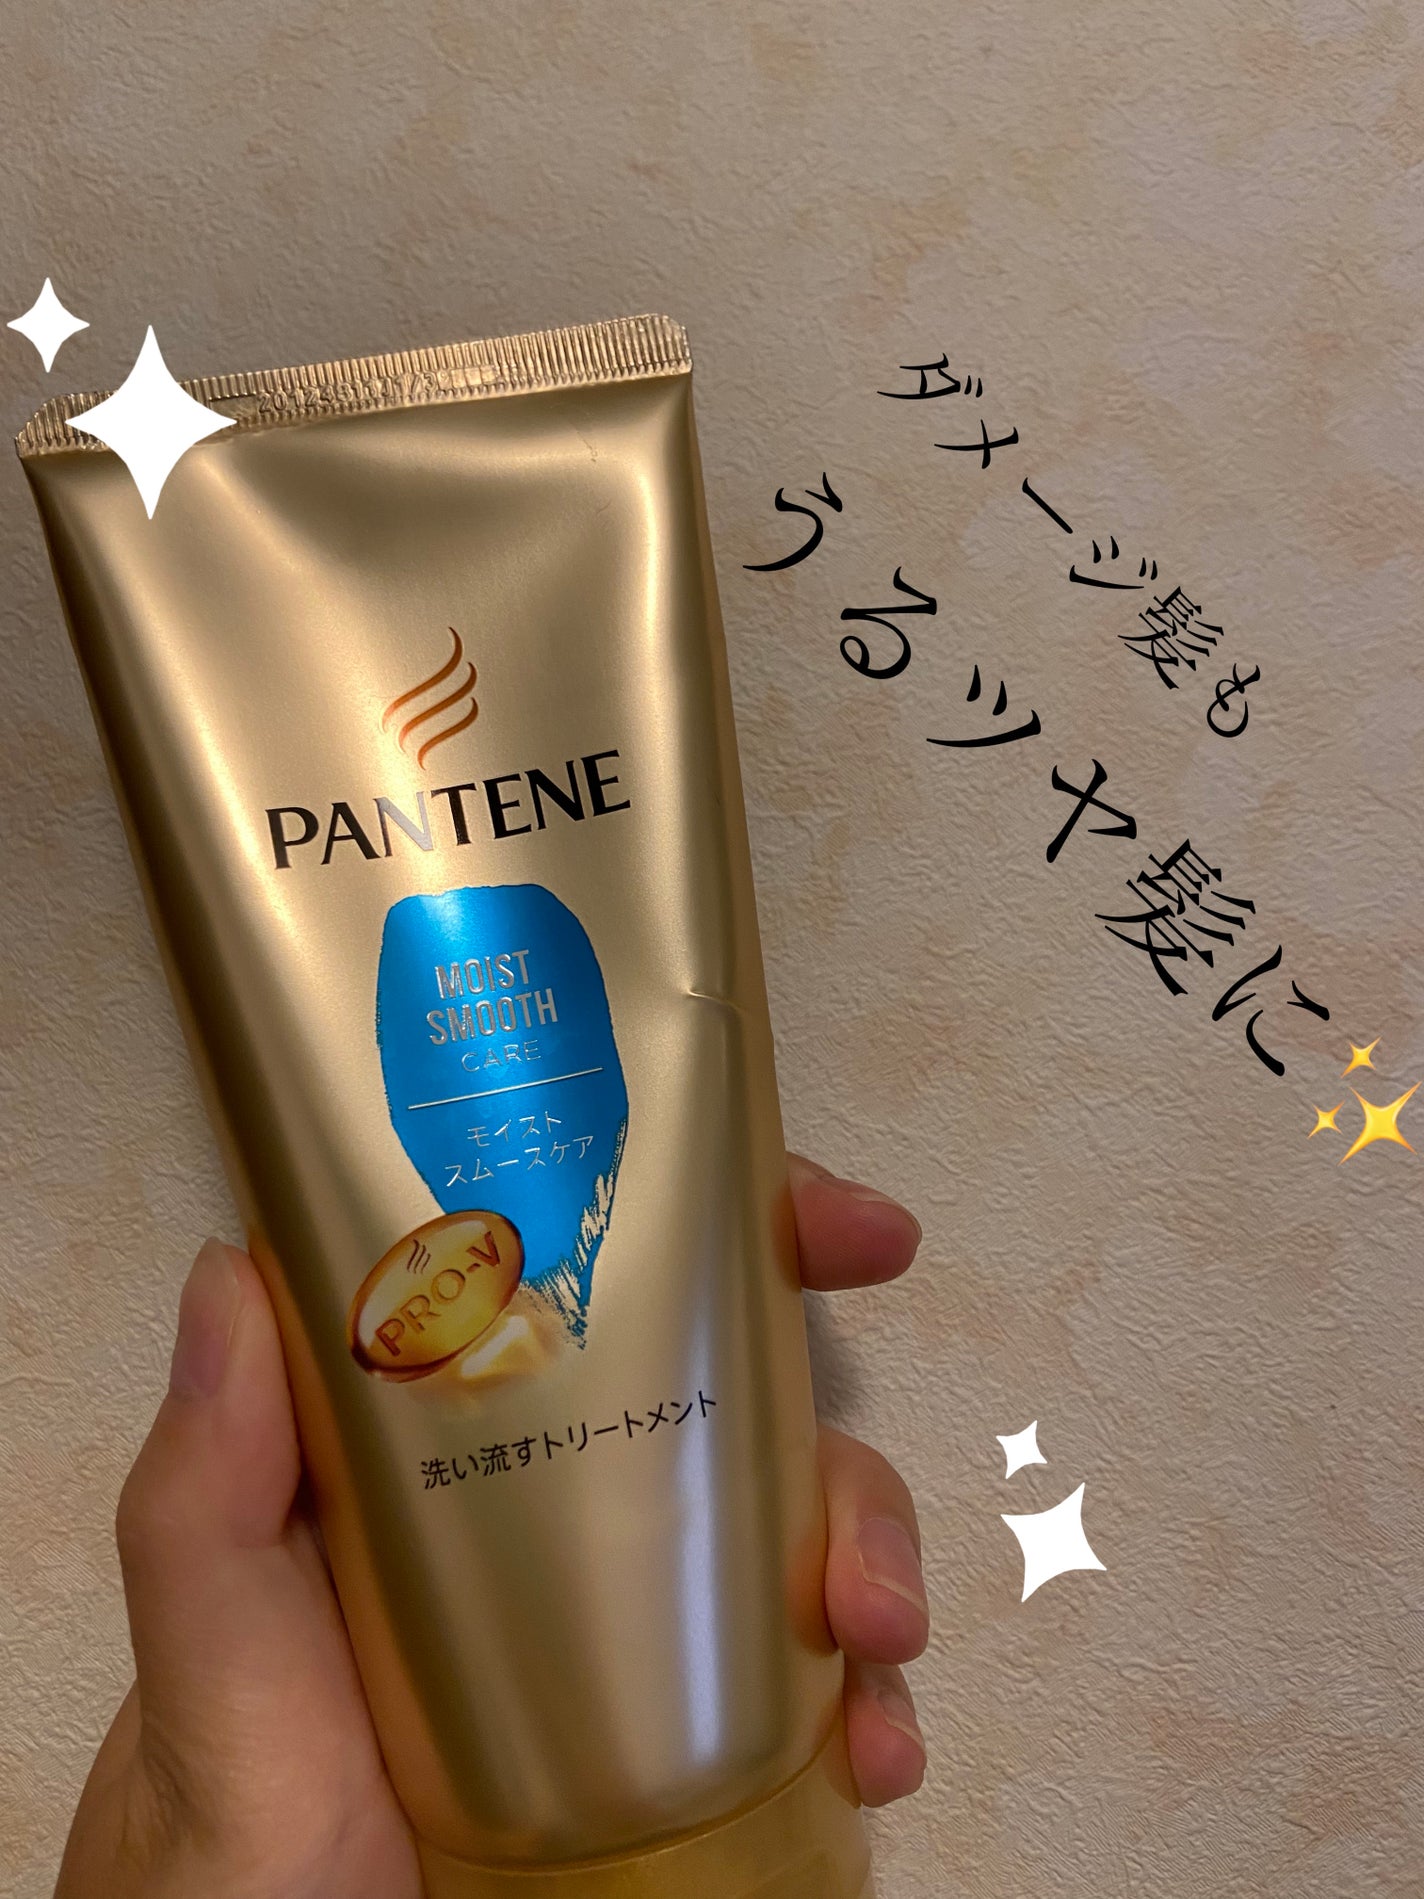 ダメージ髪も
うるツヤ髪に
PANTENE
MOIST
SMOOTH
CARE
モイスト
スムースケア
PRO-V
洗い流すトリートメント